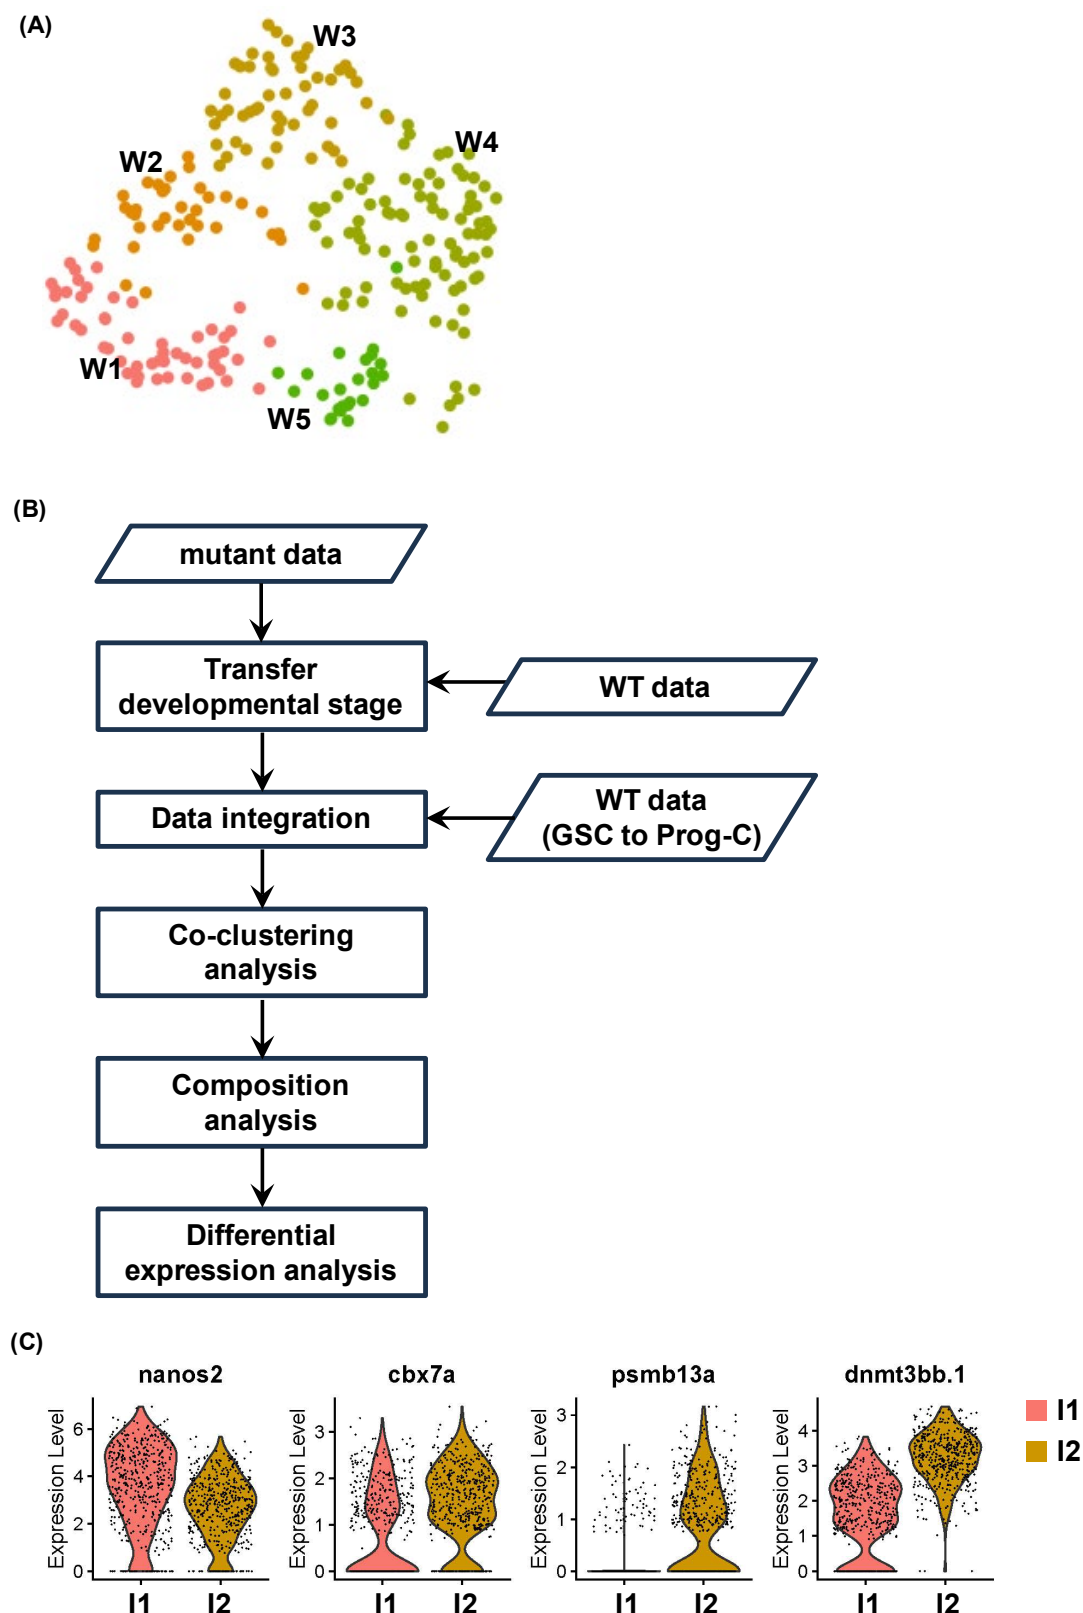 (A)
W3
W4
W2
W1
W5
(B)
mutant data
Transfer
developmental stage
WT data
Data integration
WT data
(GSC to Prog-C)
Co-clustering
analysis
Composition
analysis
Differential
expression analysis
(C)
nanos2
cbx7a
psmb13a
dnmt3bb.1
Expression Level
6
4
2
0
I1 I2
Expression Level
3
2
1
0
I1 I2
Expression Level
3
2
1
0
I1 I2
Expression Level
4
3
2
1
0
I1 I2
I1
I2